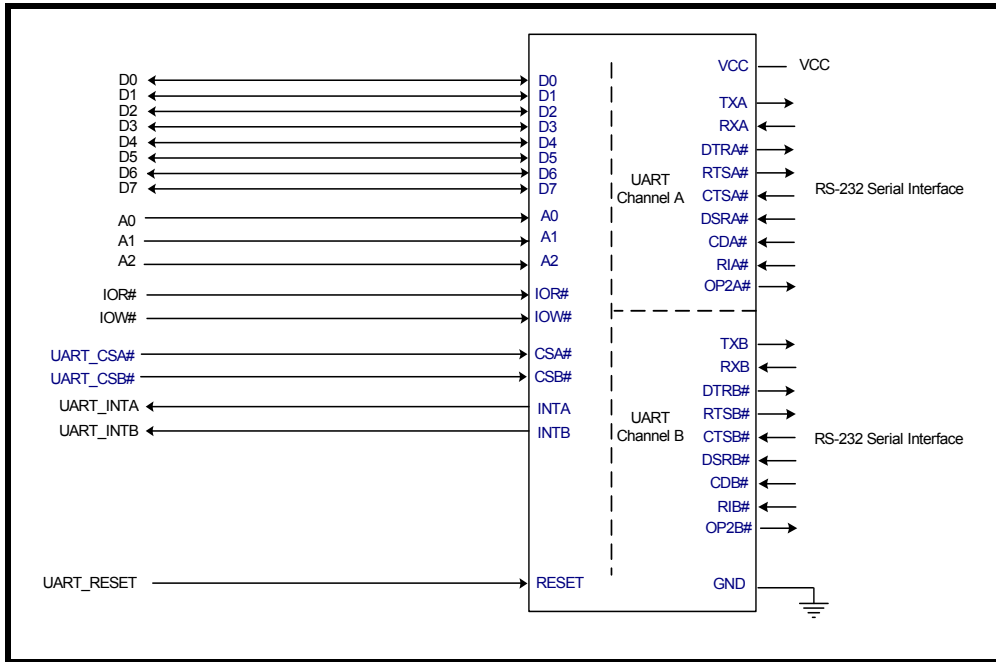 D0 D0
D1 D1
D2 D2
D3 D3
D4 D4
D5 D5
D6 D6
D7 D7
A0 A0
A1 A1
A2 A2
IOR# IOR#
IOW# IOW#
UART_CSA# CSA#
UART_CSB# CSB#
UART_INTA INTA
UART_INTB INTB
UART_RESET RESET
UART
Channel A
UART
Channel B
VCC VCC
TXA
RXA
DTRA#
RTSA#
CTSA#
DSRA#
CDA#
RIA#
OP2A#
RS-232 Serial Interface
TXB
RXB
DTRB#
RTSB#
CTSB#
DSRB#
CDB#
RIB#
OP2B#
RS-232 Serial Interface
GND